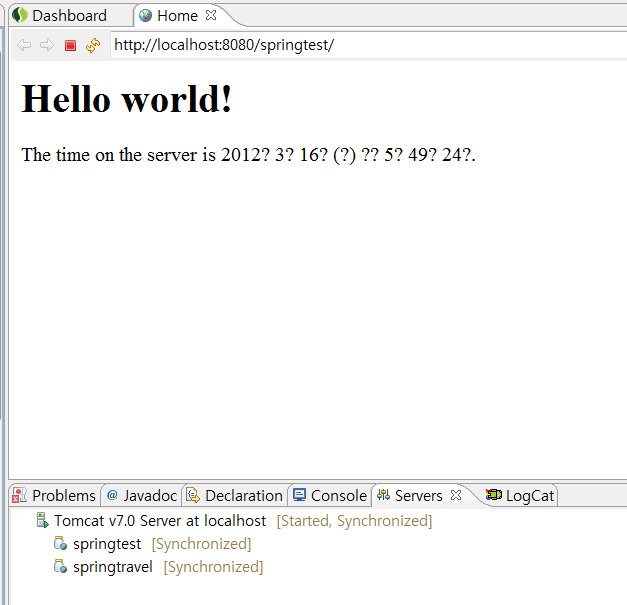 Dashboard Home
http://localhost:8080/springtest/
Hello world!
The time on the server is 2012? 3? 16? (?) ?? 5? 49? 24?.
Problems @ Javadoc Declaration Console Servers LogCat
Tomcat v7.0 Server at localhost [Started, Synchronized]
springtest [Synchronized]
springtravel [Synchronized]